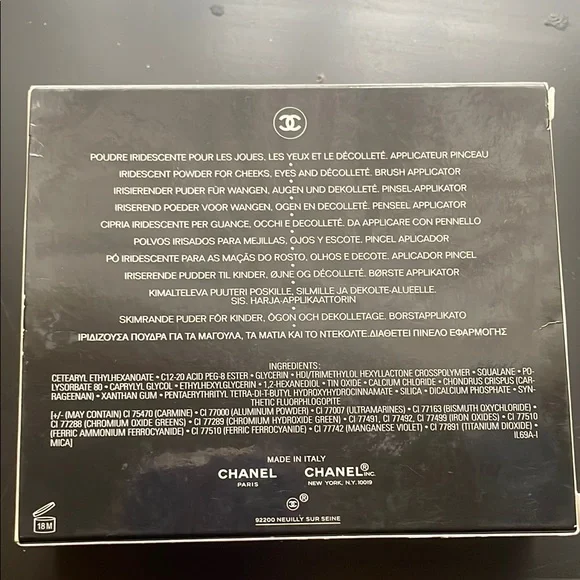 POUDRE IRIDESCENTE POUR LES JOUES, LES YEUX ET LE DÉCOLLETÉ. APPLICATEUR PINCEAU
IRIDESCENT POWDER FOR CHEEKS, EYES AND DÉCOLLETÉ. BRUSH APPLICATOR
IRISIERENDER PUDER FÜR WANGEN, AUGEN UND DEKOLLETÉ. PINSEL-APPLIKATOR
IRISEREND POEDER VOOR WANGEN, OGEN EN DECOLLETÉ. PENSEEL APPLICATOR
CIPRIA IRIDESCENTE PER GUANCE, OCCHI E DECOLLETÉ. DA APPLICARE CON PENNELLO
POLVOS IRISADOS PARA MEJILLAS, OJOS Y ESCOTE. PINCEL APLICADOR
PÓ IRIDESCENTE PARA AS MAÇÃS DO ROSTO, OLHOS E DECOTE. APLICADOR PINCEL
IRISERENDE PUDDER TIL KINDER, ØJNE OG DÉCOLLETÉ. BØRSTE APPLIKATOR
KIMALTELEVA PUUTERI POSKILLE, SILMILLE JA DEKOLTE-ALUEELLE.
SIS. HARJA-APPLIKAATTORIN
SKIMRANDE PUDER FÖR KINDER, ÖGON OCH DEKOLLETAGE. BORSTAPPLIKATO
ΙΡΙΔΙΖΟΥΣΑ ΠΟΥΔΡΑ ΓΙΑ ΤΑ ΜΑΓΟΥΛΑ, ΤΑ ΜΑΤΙΑ ΚΑΙ ΤΟ ΝΤΕΚΟΛΤΕ. ΔΙΑΘΕΤΕΙ ΠΙΝΕΛΟ ΕΦΑΡΜΟΓΗΣ
INGREDIENTS:
CETEARYL ETHYLHEXANOATE • C12-20 ACID PEG-8 ESTER • GLYCERIN • HDI/TRIMETHYLOL HEXYLLACTONE CROSSPOLYMER • SQUALANE • PO-
LYSORBATE 80 • CAPRYLYL GLYCOL • ETHYLHEXYLGLYCERIN • 1,2-HEXANEDIOL • TIN OXIDE • CALCIUM CHLORIDE • CHONDRUS CRISPUS (CAR-
RAGEENAN) • XANTHAN GUM • PENTAERYTHRITYL TETRA-DI-T-BUTYL HYDROXYHYDROCINNAMATE • SILICA • DICALCIUM PHOSPHATE • SYN-
THETIC FLUORPHLOGOPITE
[+/- (MAY CONTAIN) CI 75470 (CARMINE) • CI 77000 (ALUMINUM POWDER) • CI 77007 (ULTRAMARINES) • CI 77163 (BISMUTH OXYCHLORIDE) •
CI 77288 (CHROMIUM OXIDE GREENS) • CI 77289 (CHROMIUM HYDROXIDE GREEN) • CI 77491, CI 77492, CI 77499 (IRON OXIDES) • CI 77510
(FERRIC AMMONIUM FERROCYANIDE) • CI 77510 (FERRIC FERROCYANIDE) • CI 77742 (MANGANESE VIOLET) • CI 77891 (TITANIUM DIOXIDE) •
MICA] IL69A-I
MADE IN ITALY
CHANEL CHANEL® INC.
PARIS NEW YORK, N.Y. 10019
®
92200 NEUILLY SUR SEINE
18 M